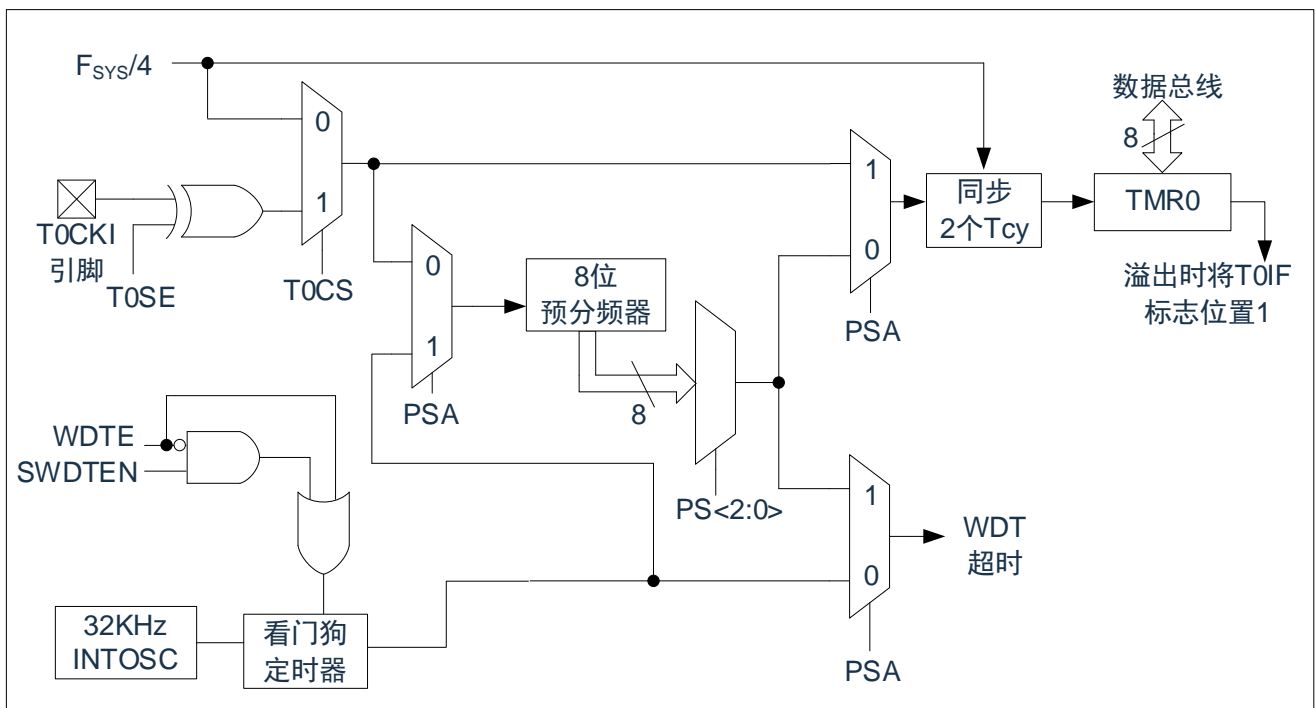 FSYS/4
数据总线
8
0
1
1
0
同步
2个Tcy
TMR0
T0CKI
引脚
T0SE
T0CS
0
1
8位
预分频器
8
PSA
PSA
溢出时将T0IF
标志位置1
WDTE
SWDTEN
PS<2:0>
1
0
WDT
超时
32KHz
INTOSC
看门狗
定时器
PSA